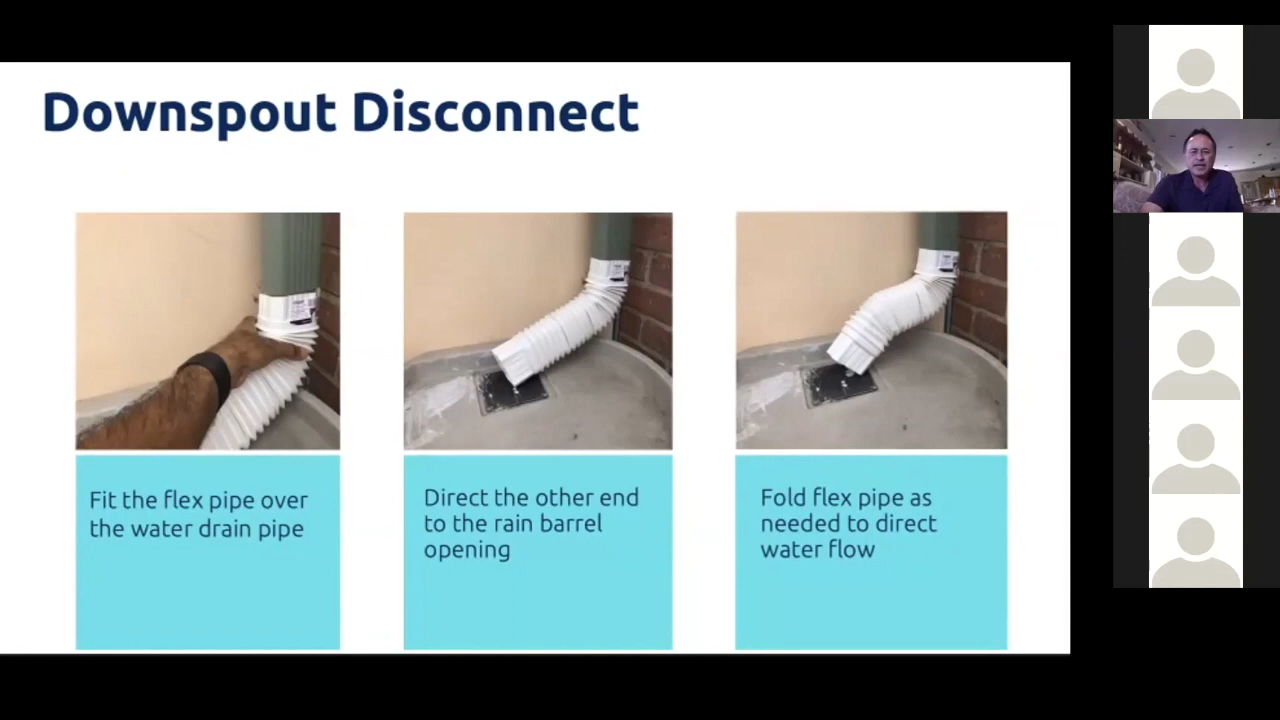 Downspout Disconnect
Fit the flex pipe over
the water drain pipe
Direct the other end
to the rain barrel
opening
Fold flex pipe as
needed to direct
water flow